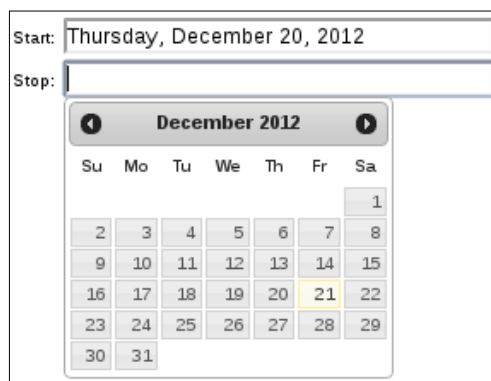 Start: Thursday, December 20, 2012
Stop:
December 2012
Su Mo Tu We Th Fr Sa
1
2 3 4 5 6 7 8
9 10 11 12 13 14 15
16 17 18 19 20 21 22
23 24 25 26 27 28 29
30 31